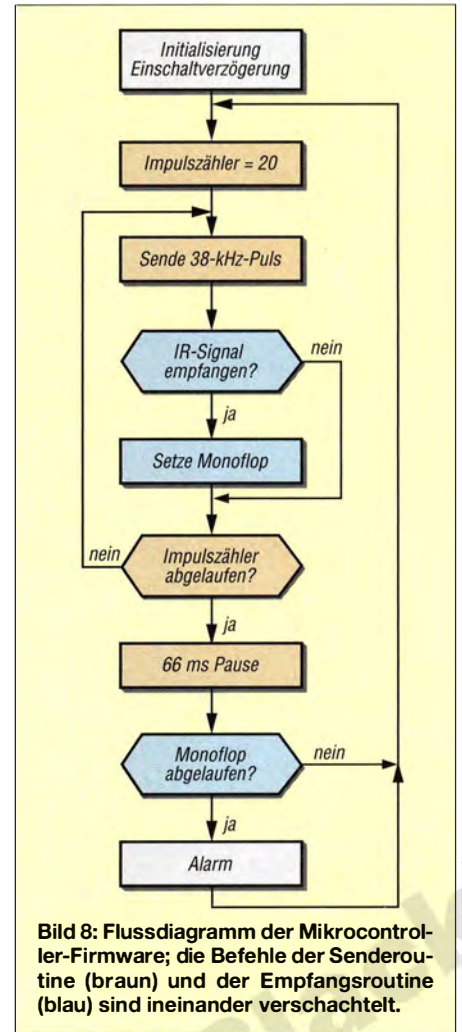 Initialisierung
Einschaltverzögerung
Impulszähler = 20
Sende 38-kHz-Puls
IR-Signal
empfangen?
nein
ja
Setze Monoflop
nein
Impulszähler
abgelaufen?
ja
66 ms Pause
Monoflop
abgelaufen?
nein
ja
Alarm
Bild 8: Flussdiagramm der Mikrocontrol-
ler-Firmware; die Befehle der Senderou-
tine (braun) und der Empfangsroutine
(blau) sind ineinander verschachtelt.